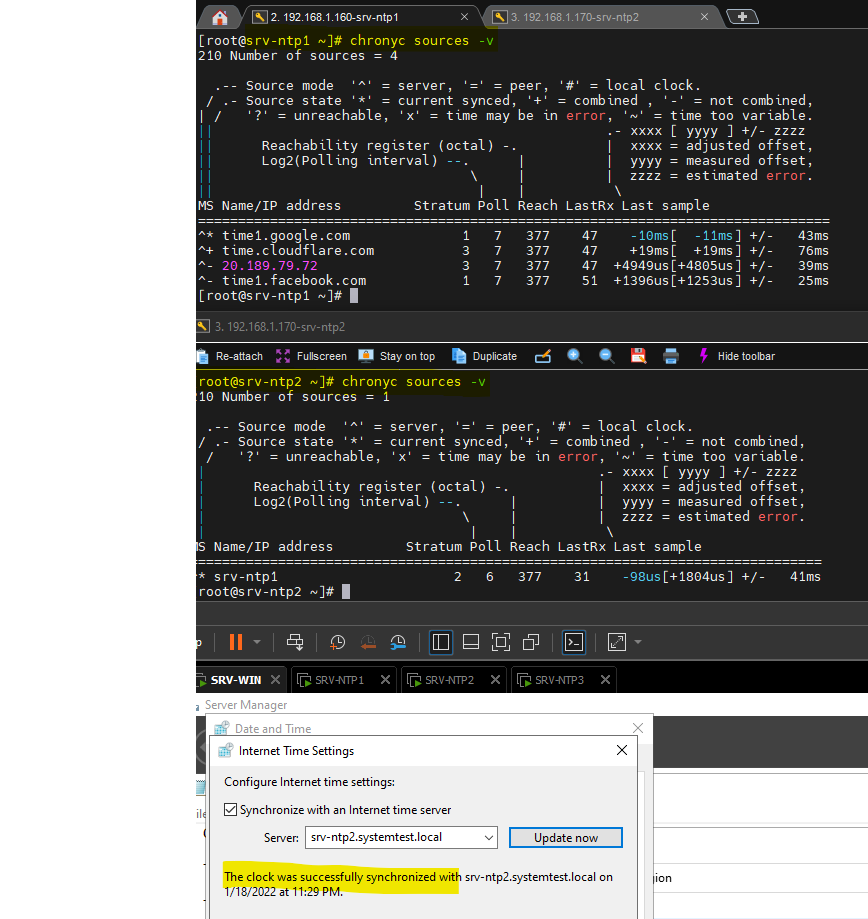 2. 192.168.1.160-srv-ntp1
3. 192.168.1.170-srv-ntp2
[root@srv-ntp1 ~]# chronyc sources -v
210 Number of sources = 4
.-- Source mode '^' = server, '=' = peer, '#' = local clock.
/ .- Source state '*' = current synced, '+' = combined , '-' = not combined,
| / '?' = unreachable, 'x' = time may be in error, '~' = time too variable.
|| .- xxxx [ yyyy ] +/- zzzz
|| Reachability register (octal) -. | xxxx = adjusted offset,
|| Log2(Polling interval) --. | | yyyy = measured offset,
|| \ | | zzzz = estimated error.
|| | | \
MS Name/IP address Stratum Poll Reach LastRx Last sample
===============================================================================
^* time1.google.com 1 7 377 47 -10ms[ -11ms] +/- 43ms
^+ time.cloudflare.com 3 7 377 47 +19ms[ +19ms] +/- 76ms
^- 20.189.79.72 3 7 377 47 +4949us[+4805us] +/- 39ms
^- time1.facebook.com 1 7 377 51 +1396us[+1253us] +/- 25ms
[root@srv-ntp1 ~]#
3. 192.168.1.170-srv-ntp2
Re-attach Fullscreen Stay on top Duplicate Hide toolbar
root@srv-ntp2 ~]# chronyc sources -v
10 Number of sources = 1
.-- Source mode '^' = server, '=' = peer, '#' = local clock.
/ .- Source state '*' = current synced, '+' = combined , '-' = not combined,
/ '?' = unreachable, 'x' = time may be in error, '~' = time too variable.
| .- xxxx [ yyyy ] +/- zzzz
| Reachability register (octal) -. | xxxx = adjusted offset,
| Log2(Polling interval) --. | | yyyy = measured offset,
| \ | | zzzz = estimated error.
| | | \
S Name/IP address Stratum Poll Reach LastRx Last sample
==============================================================================
* srv-ntp1 2 6 377 31 -98us[+1804us] +/- 41ms
root@srv-ntp2 ~]#
p
SRV-WIN SRV-NTP1 SRV-NTP2 SRV-NTP3
Server Manager
Date and Time
Internet Time Settings
Configure Internet time settings:
Synchronize with an Internet time server
Server: srv-ntp2.systemtest.local Update now
The clock was successfully synchronized with srv-ntp2.systemtest.local on
1/18/2022 at 11:29 PM.
gion